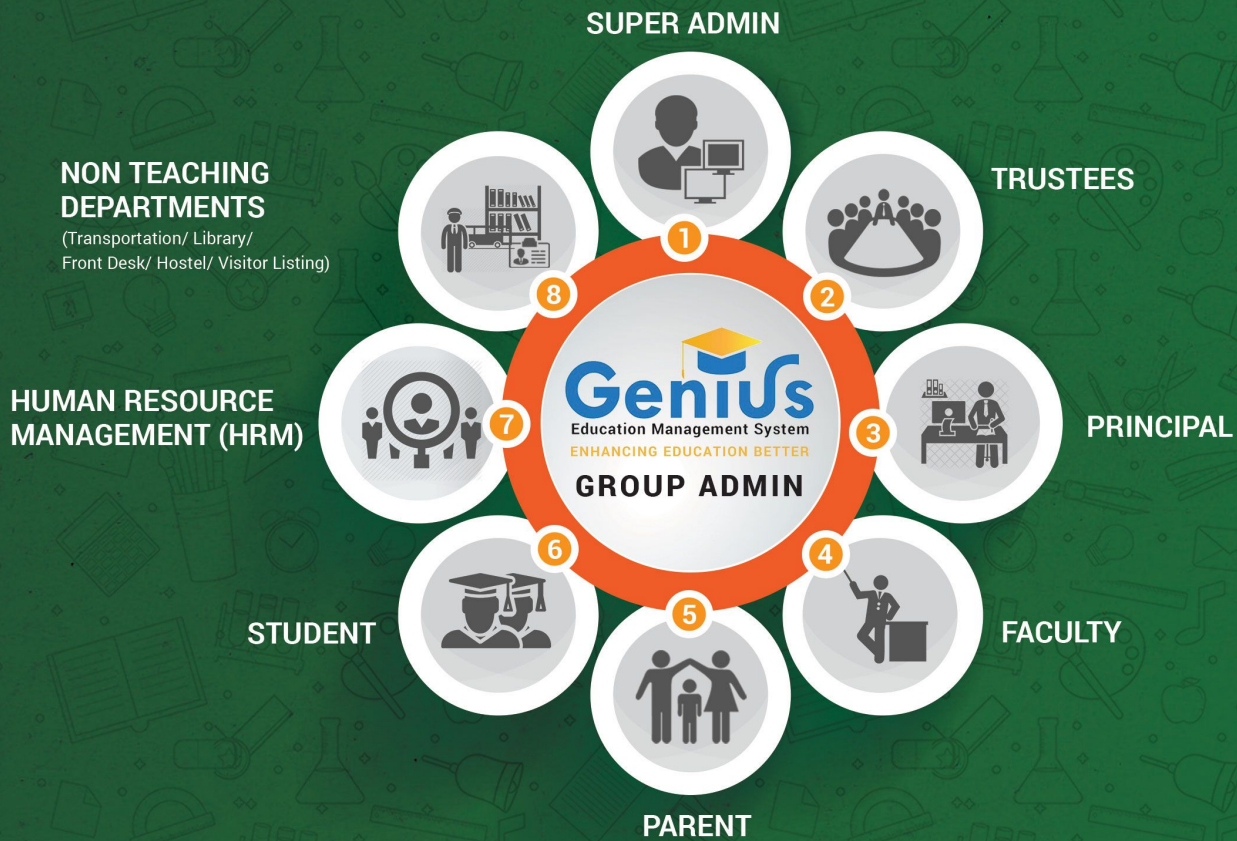 SUPER ADMIN
1
TRUSTEES
2
PRINCIPAL
3
FACULTY
4
PARENT
5
STUDENT
6
HUMAN RESOURCE
MANAGEMENT (HRM)
7
NON TEACHING
DEPARTMENTS
(Transportation/ Library/
Front Desk/ Hostel/ Visitor Listing)
8
Genius
Education Management System
ENHANCING EDUCATION BETTER
GROUP ADMIN